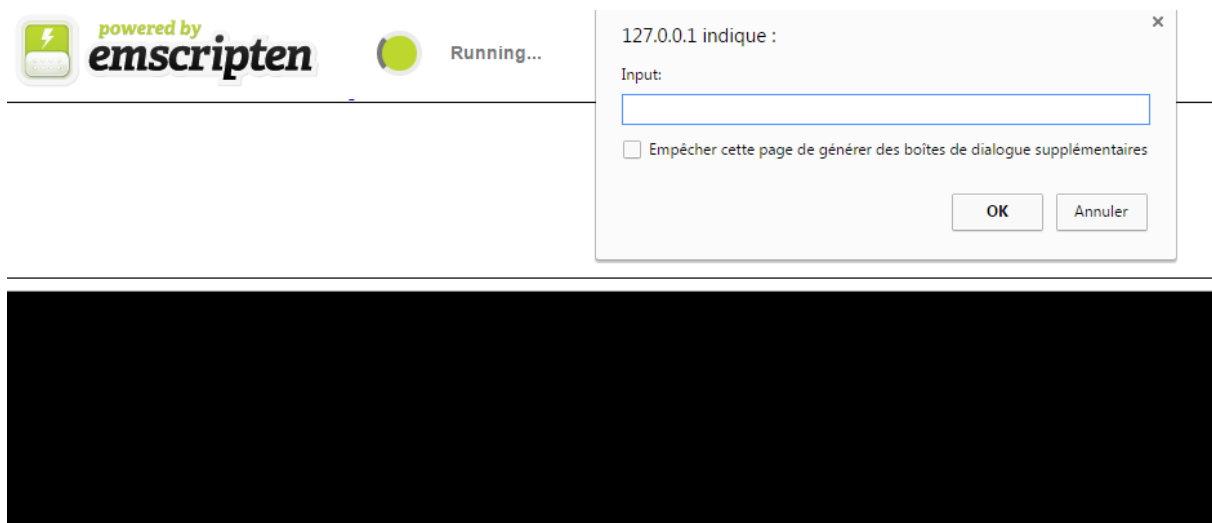 powered by
emscripten
Running...
127.0.0.1 indique :
Input:
Empêcher cette page de générer des boîtes de dialogue supplémentaires
OK
Annuler